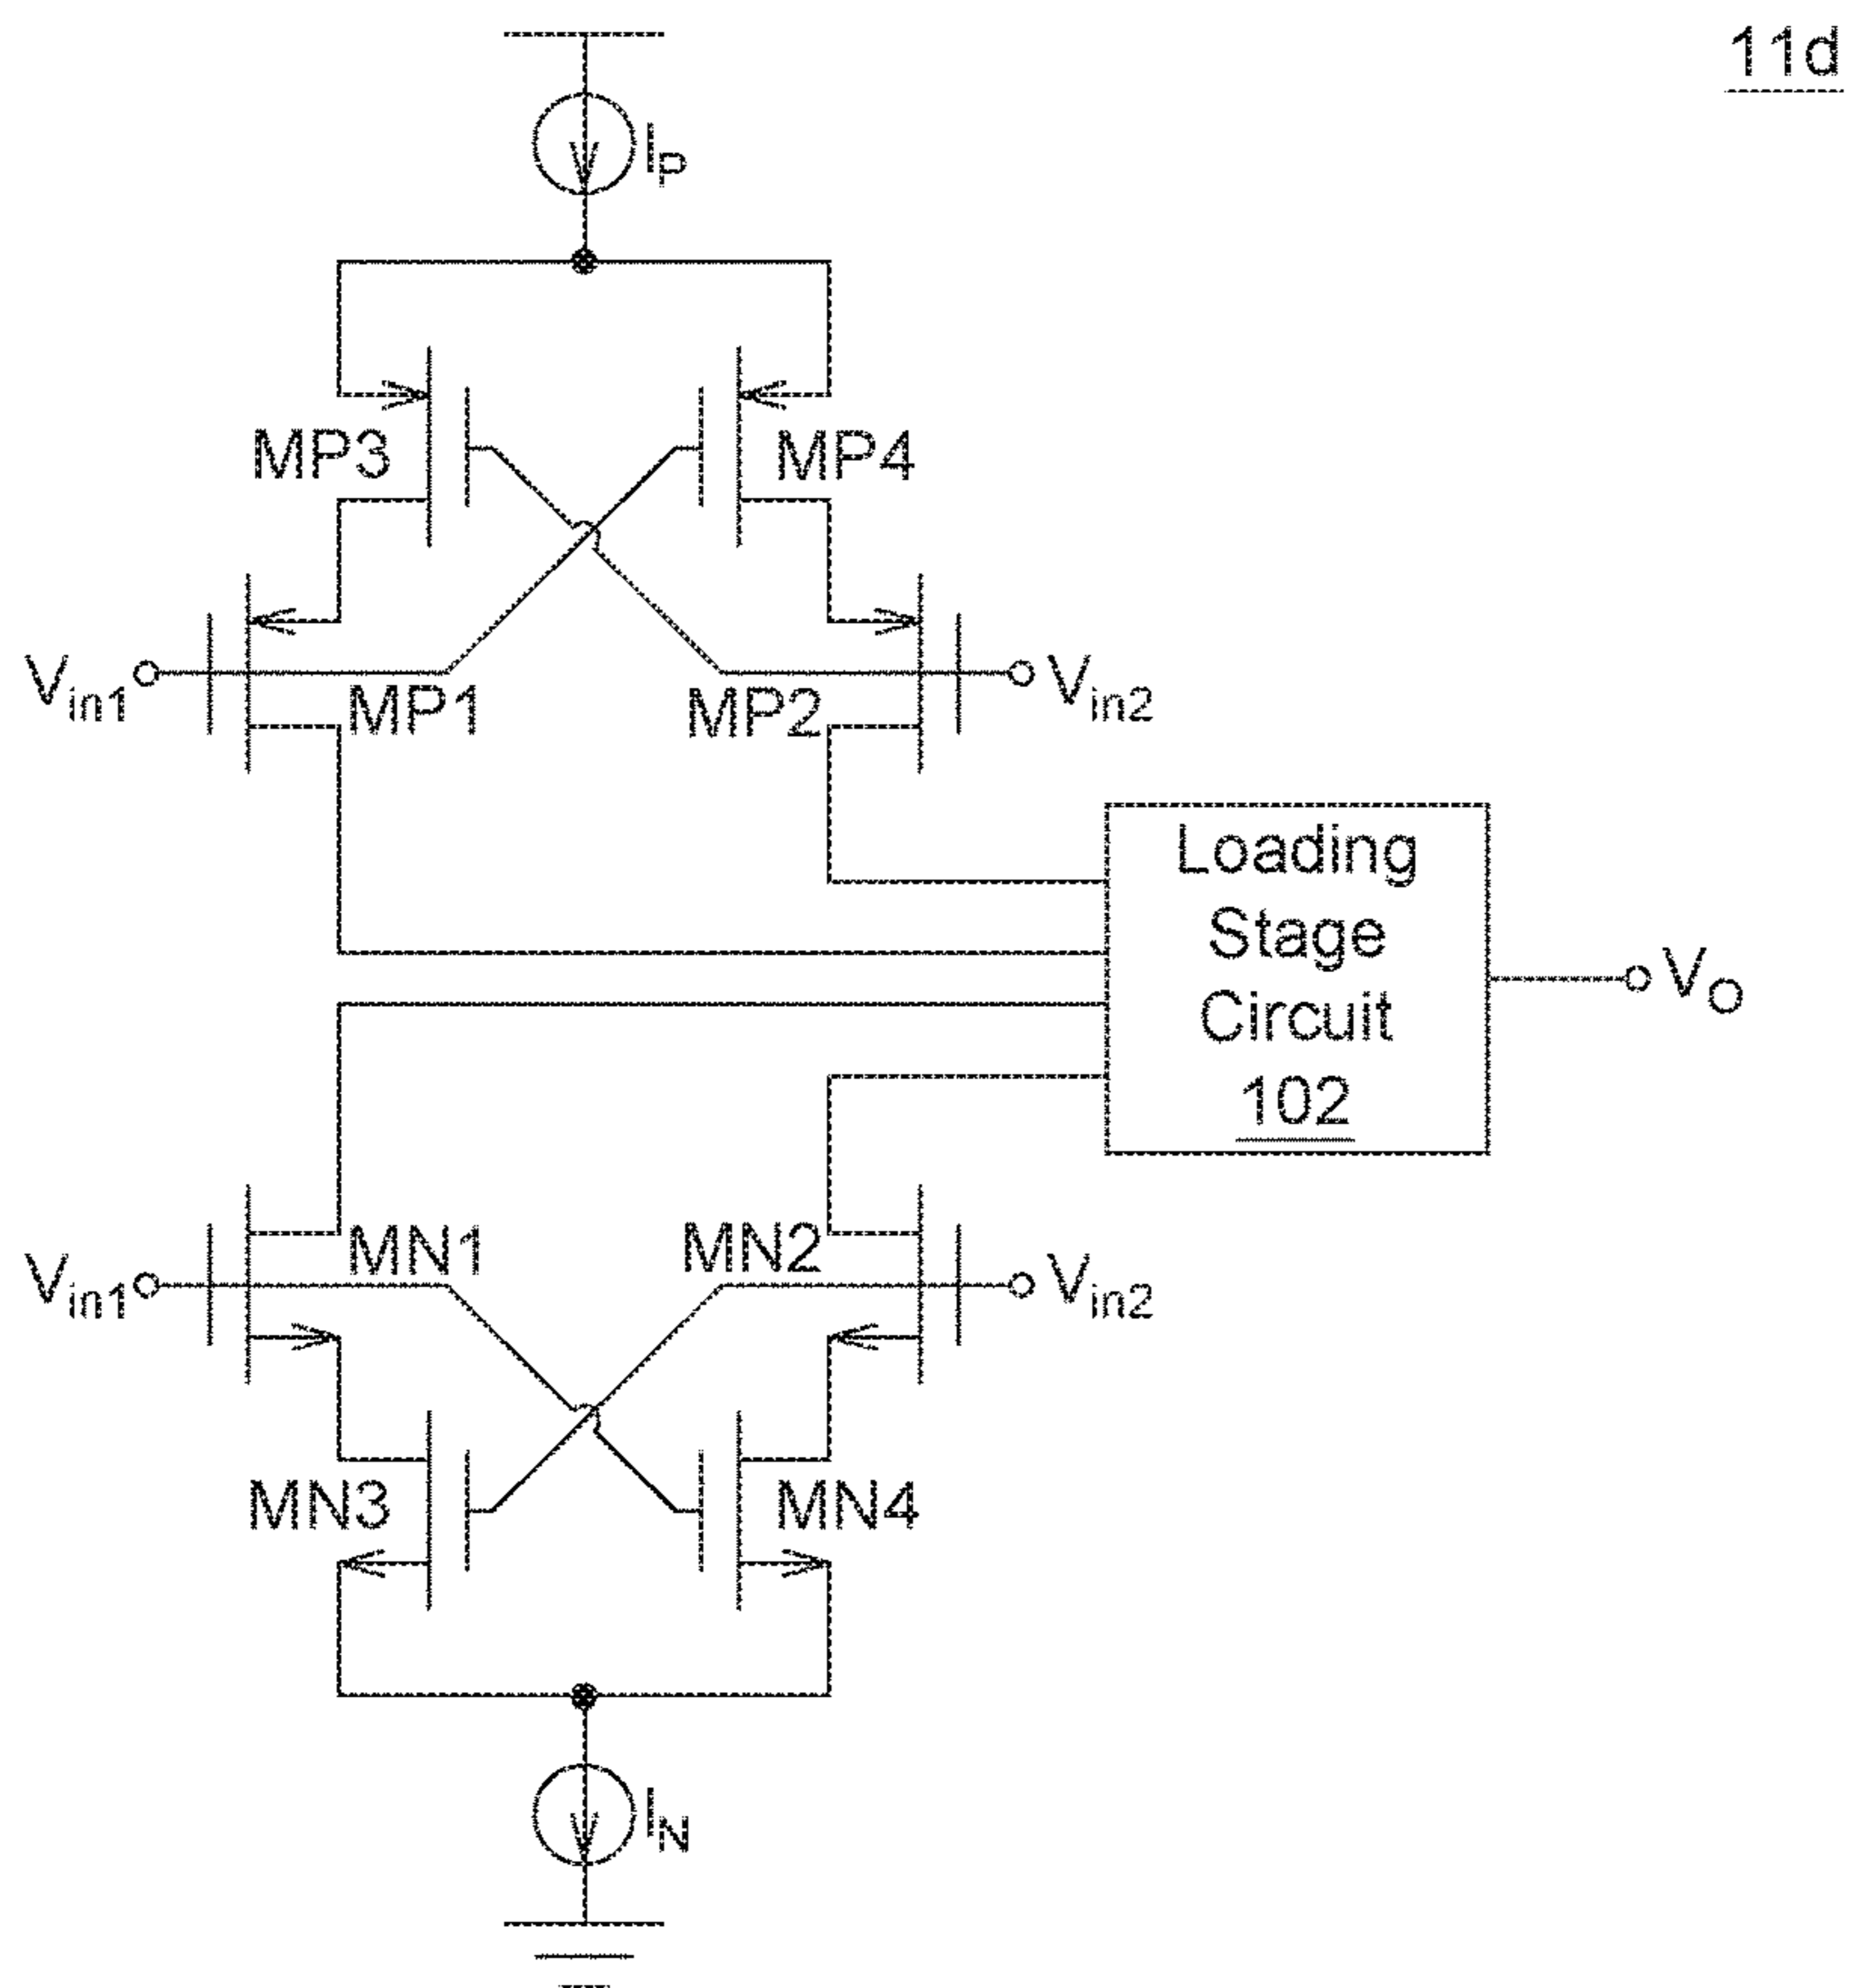 11d
IP
MP3
MP4
Vin1
MP1
MP2
Vin2
Loading
Stage
Circuit
102
VO
MN1
MN2
Vin1
Vin2
MN3
MN4
IN